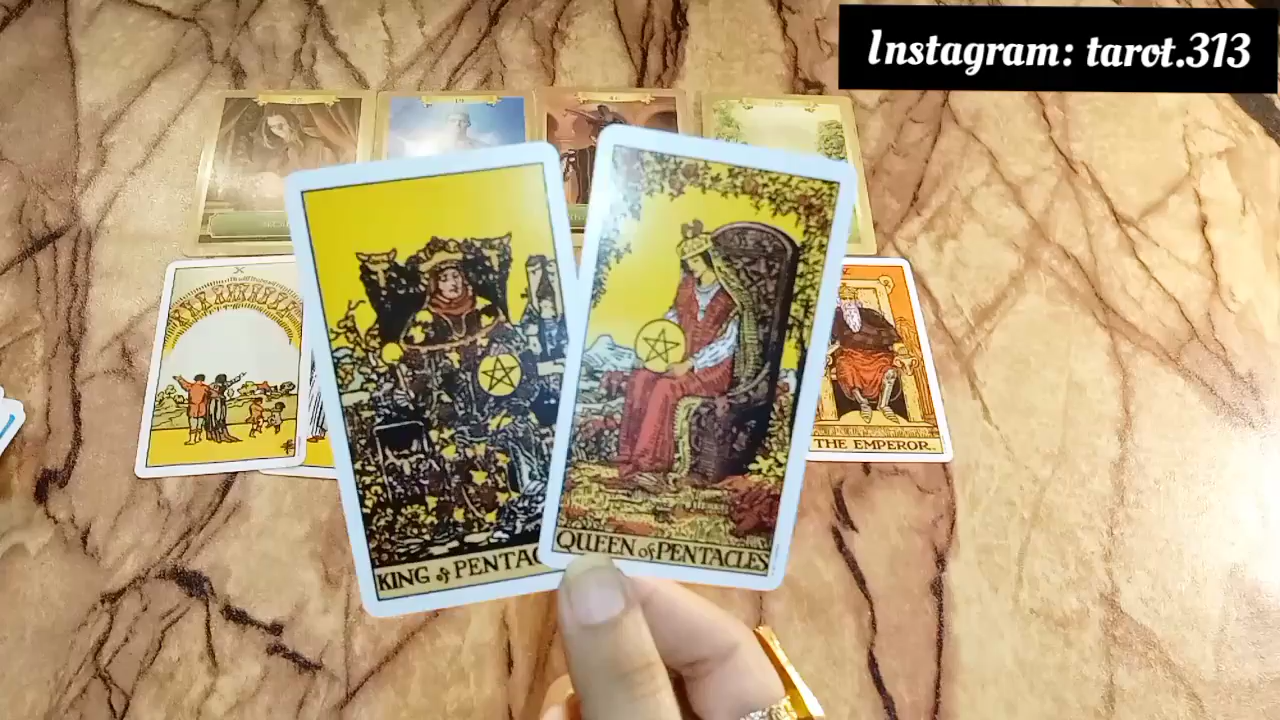 Instagram: tarot.313
X
KING of PENTAC
QUEEN of PENTACLES
THE EMPEROR.